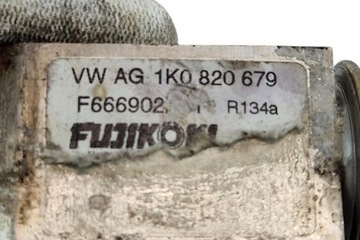 VW AG 1K0 820 679
F666902. R134a
FUJIKOKI